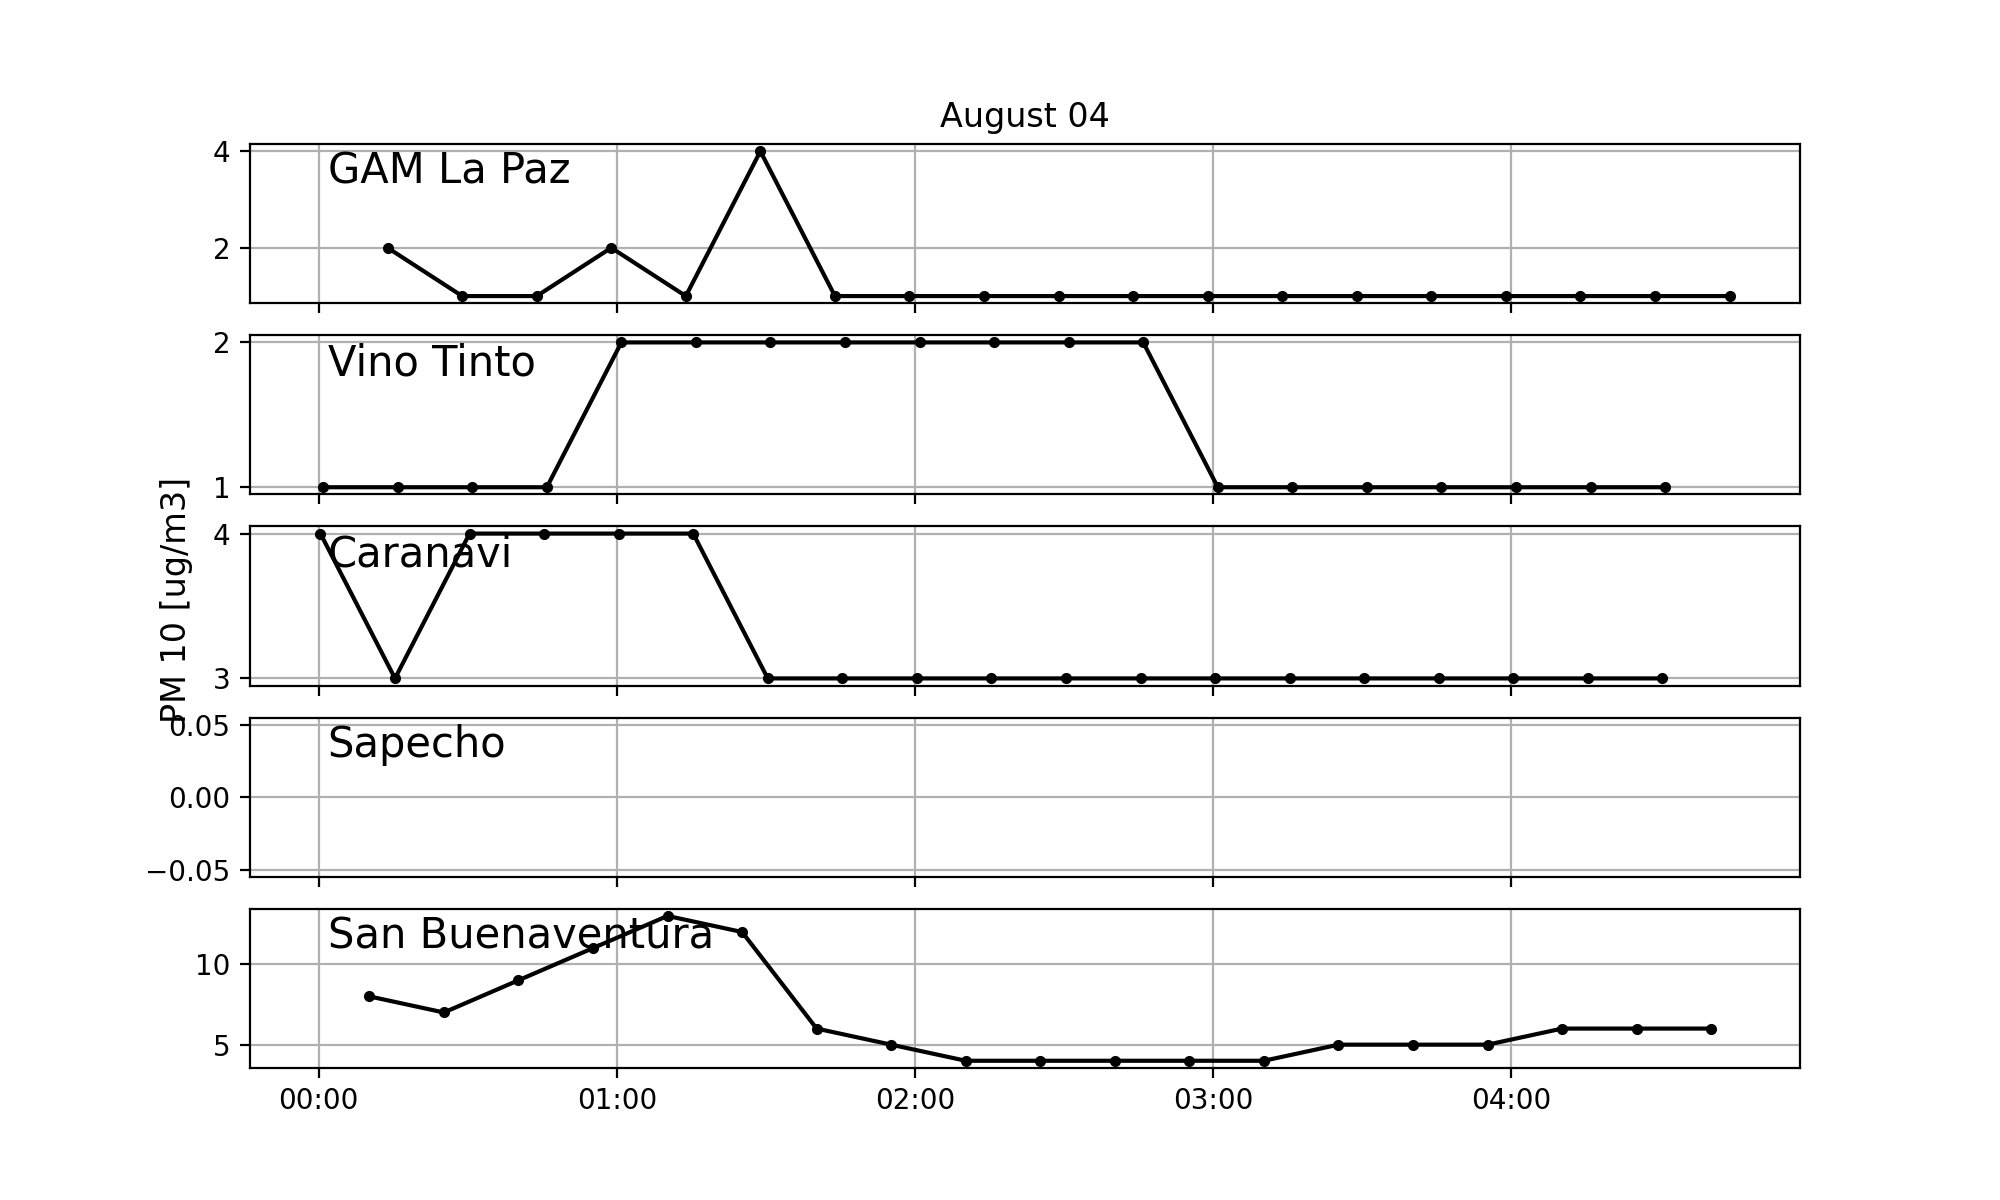 August 04
4
GAM La Paz
2
2
Vino Tinto
1
PM 10 [ug/m3]
4
Caranavi
3
0.05
Sapecho
0.00
−0.05
San Buenaventura
10
5
00:00 01:00 02:00 03:00 04:00